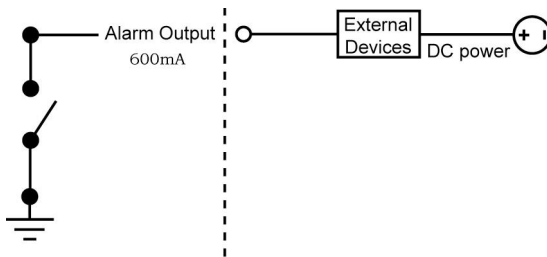 Alarm Output
600mA
External
Devices
DC power
+